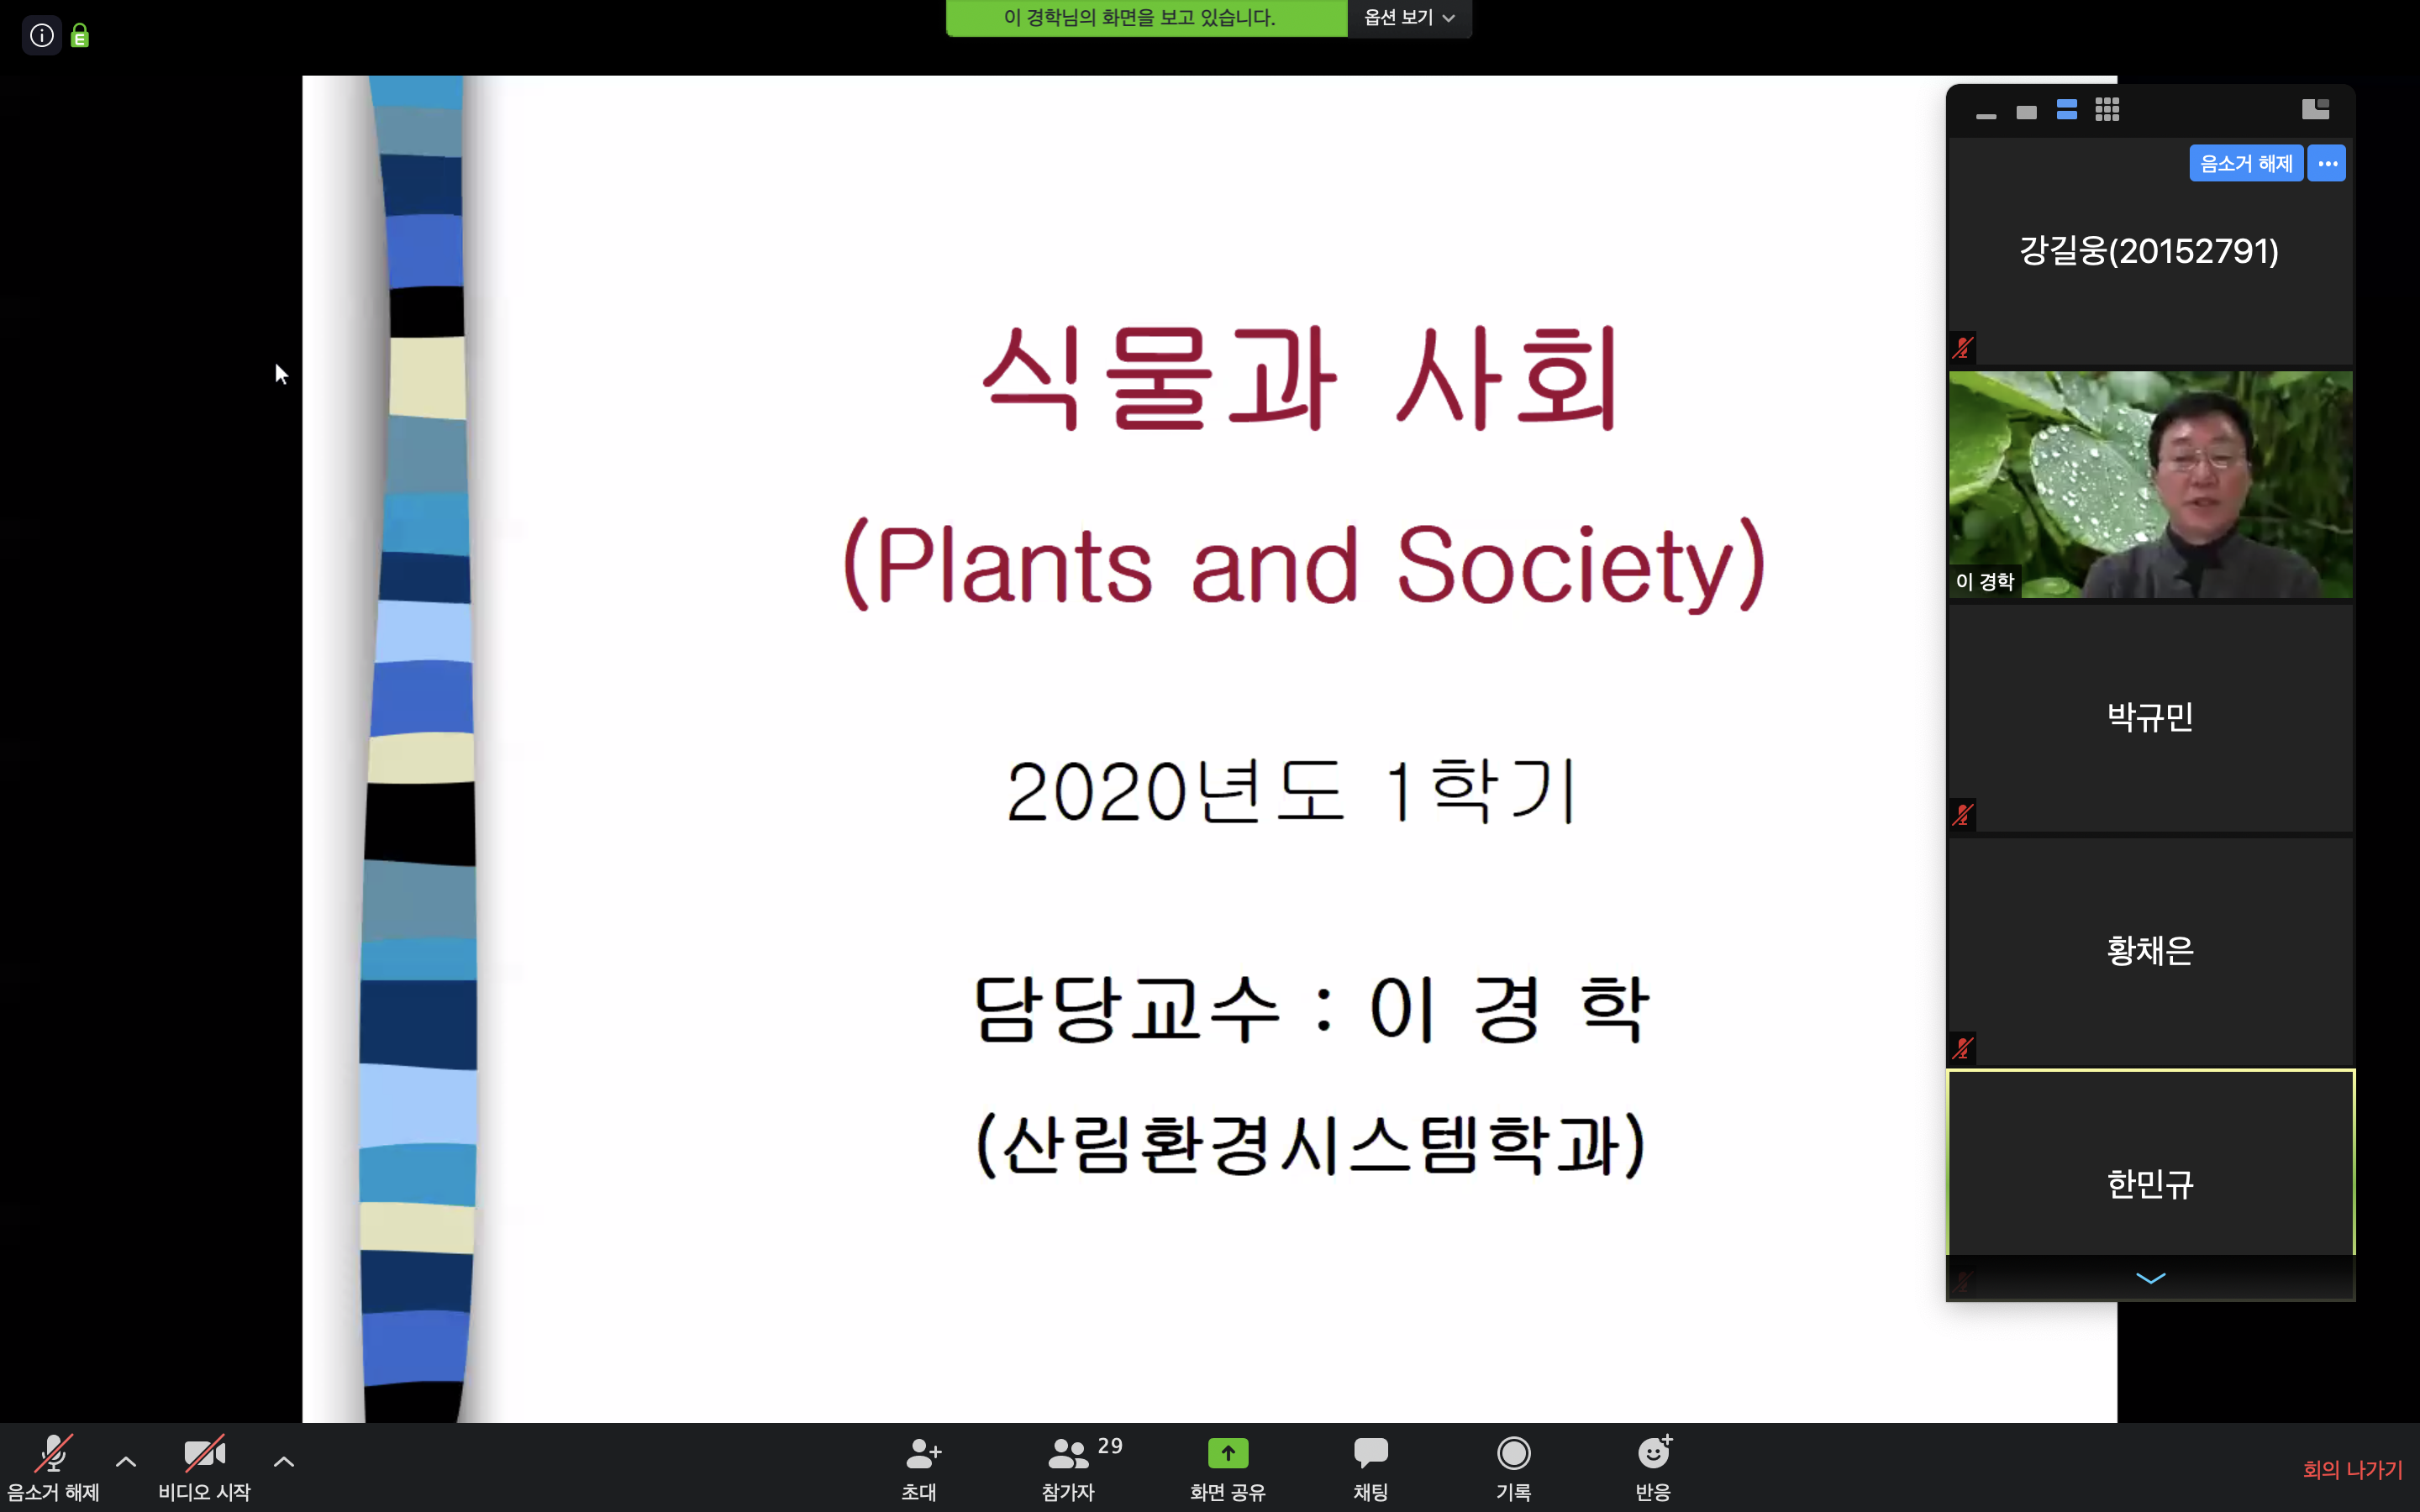 이 경학님의 화면을 보고 있습니다.
옵션 보기
식물과 사회
(Plants and Society)
2020년도 1학기
담당교수 : 이 경 학
(산림환경시스템학과)
음소거 해제
강길웅(20152791)
이 경학
박규민
황채은
한민규
음소거 해제
비디오 시작
초대
참가자
29
화면 공유
채팅
기록
반응
회의 나가기